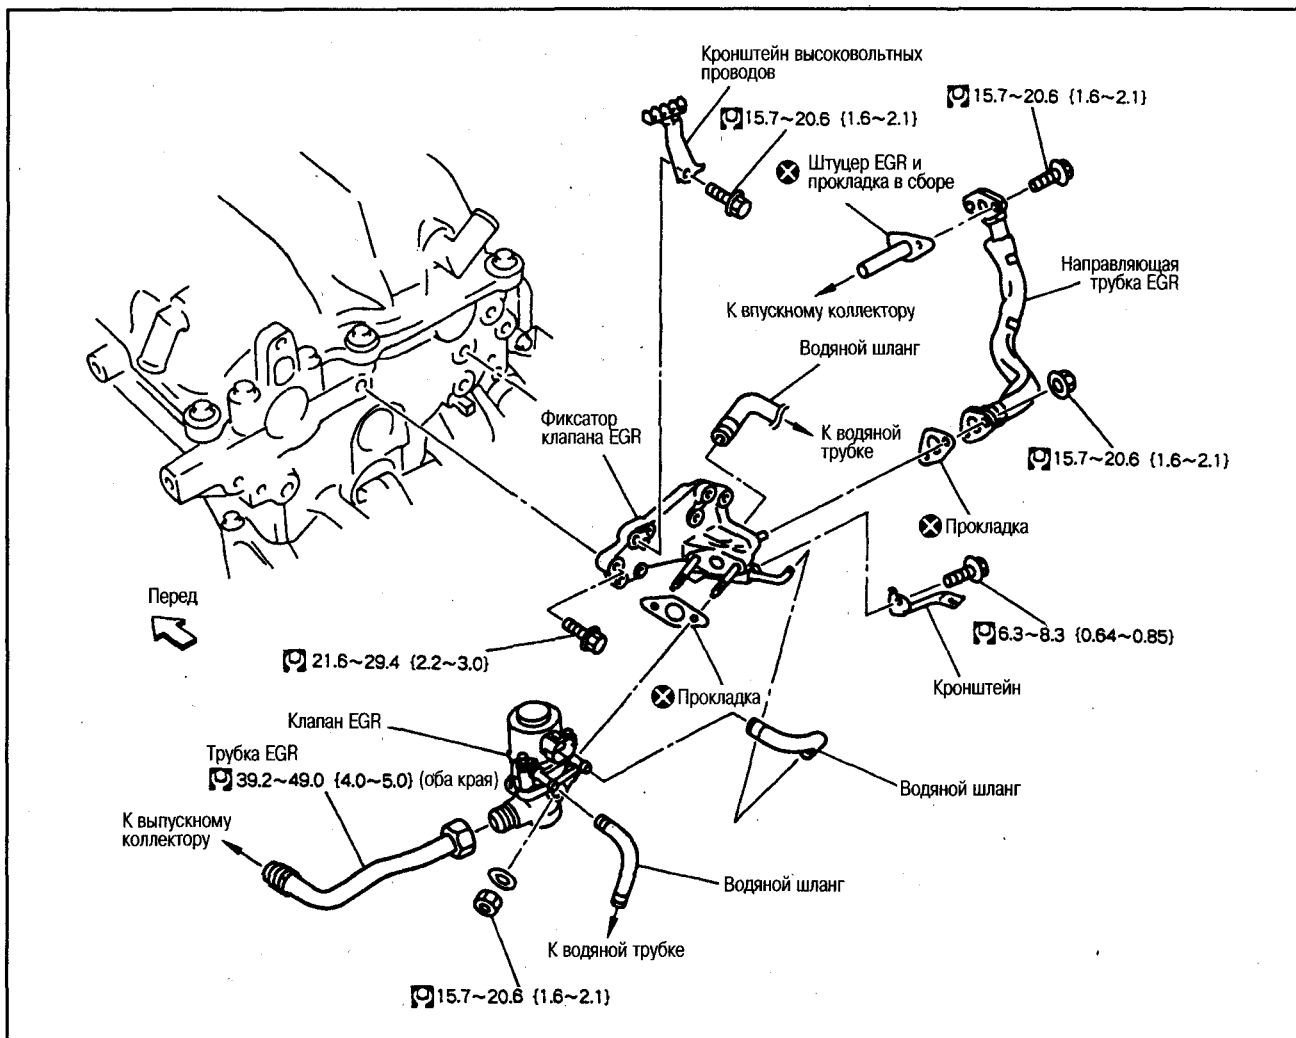 Кронштейн высоковольтных
проводов
15.7~20.6 {1.6~2.1}
15.7~20.6 {1.6~2.1}
Штуцер EGR и
прокладка в сборе
Направляющая
трубка EGR
К впускному коллектору
Водяной шланг
Фиксатор
клапана EGR
К водяной
трубке
15.7~20.6 {1.6~2.1}
Прокладка
Перед
6.3~8.3 {0.64~0.85}
21.6~29.4 {2.2~3.0}
Кронштейн
Прокладка
Клапан EGR
Трубка EGR
39.2~49.0 {4.0~5.0} (оба края)
Водяной шланг
К выпускному
коллектору
Водяной шланг
К водяной трубке
15.7~20.6 {1.6~2.1}